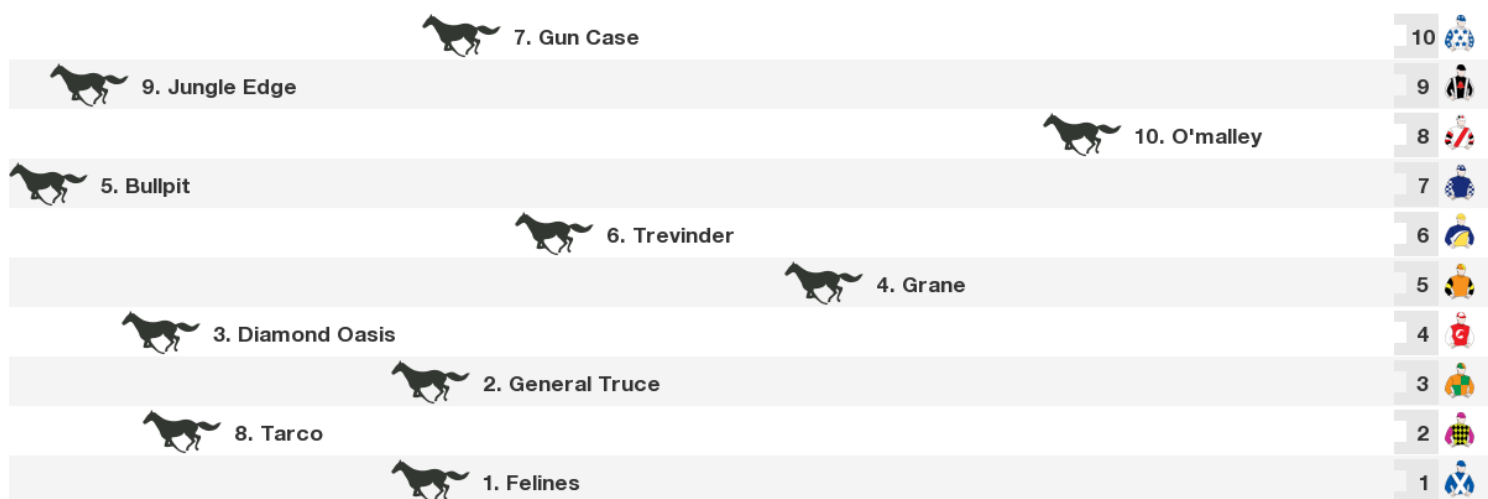 7. Gun Case 10
9. Jungle Edge 9
10. O'malley 8
5. Bullpit 7
6. Trevinder 6
4. Grane 5
3. Diamond Oasis 4
2. General Truce 3
8. Tarco 2
1. Felines 1